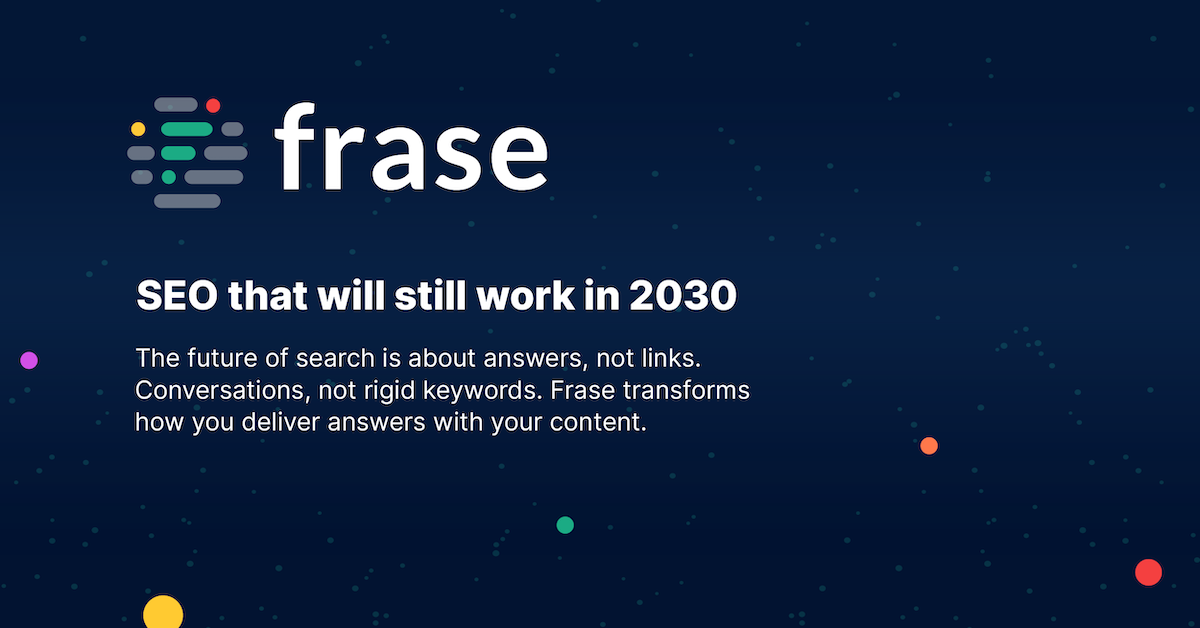 frase
SEO that will still work in 2030
The future of search is about answers, not links.
Conversations, not rigid keywords. Frase transforms
how you deliver answers with your content.